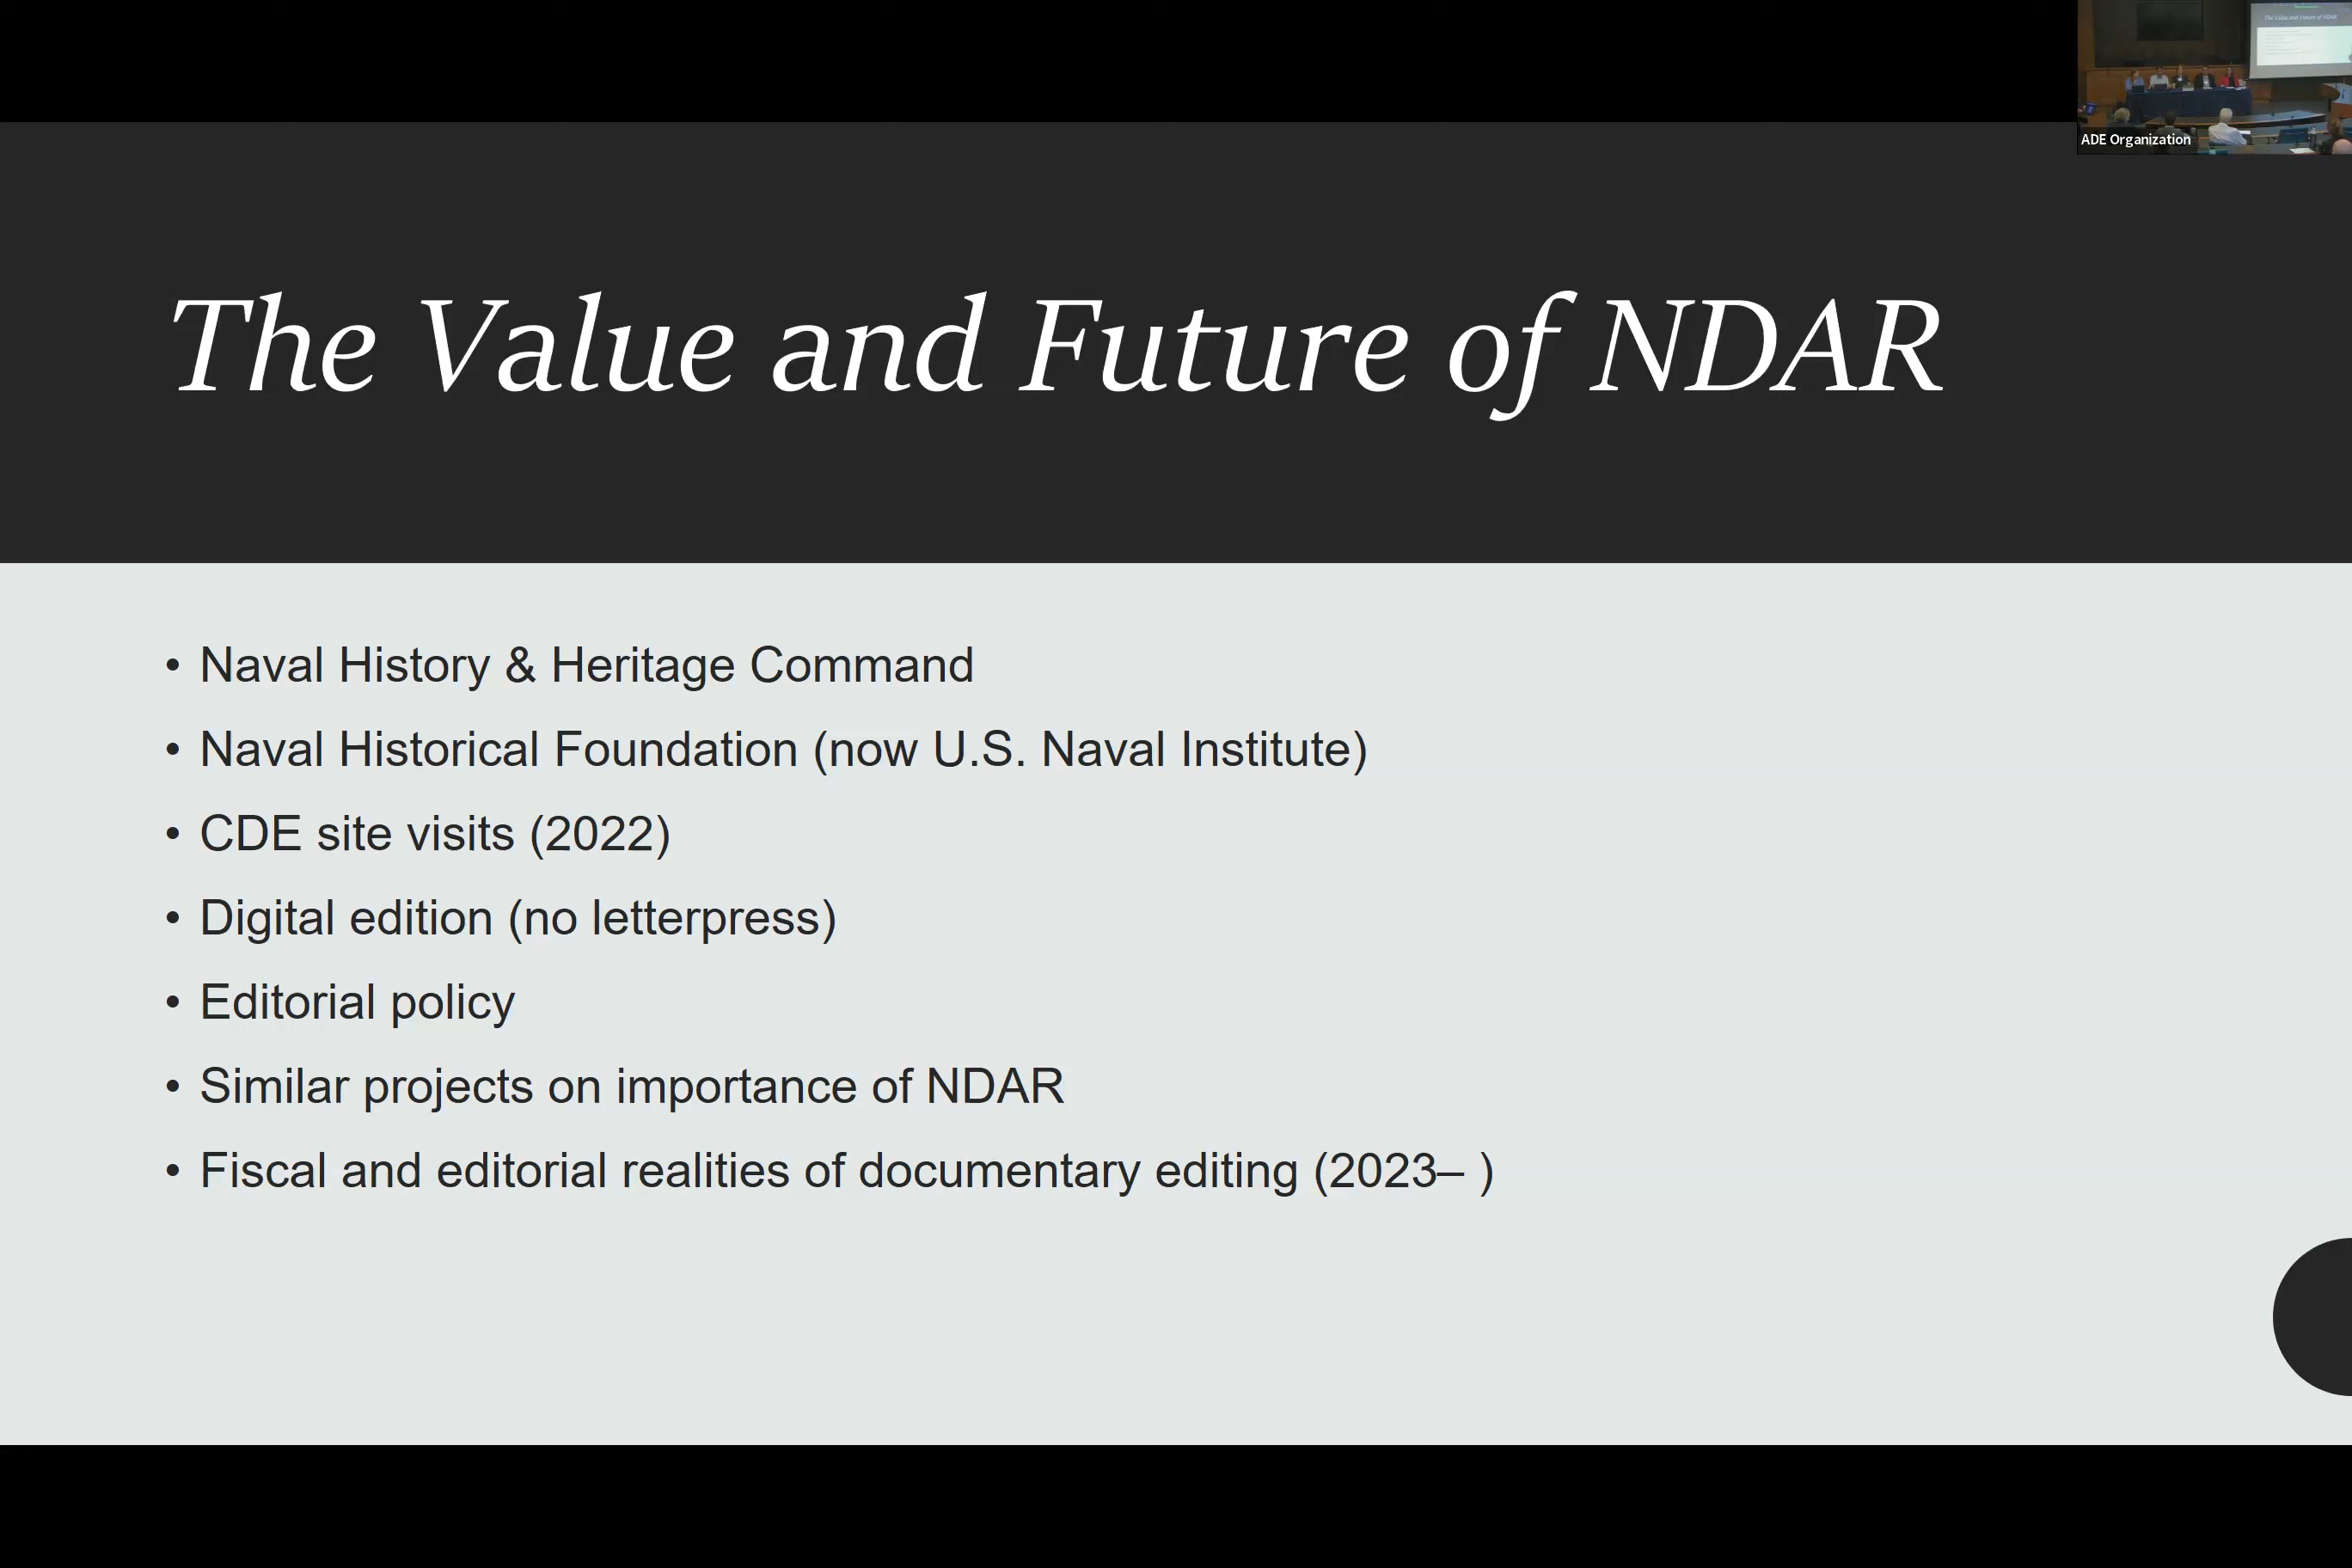 ADE Organization
The Value and Future of NDAR
• Naval History & Heritage Command
• Naval Historical Foundation (now U.S. Naval Institute)
• CDE site visits (2022)
• Digital edition (no letterpress)
• Editorial policy
• Similar projects on importance of NDAR
• Fiscal and editorial realities of documentary editing (2023– )